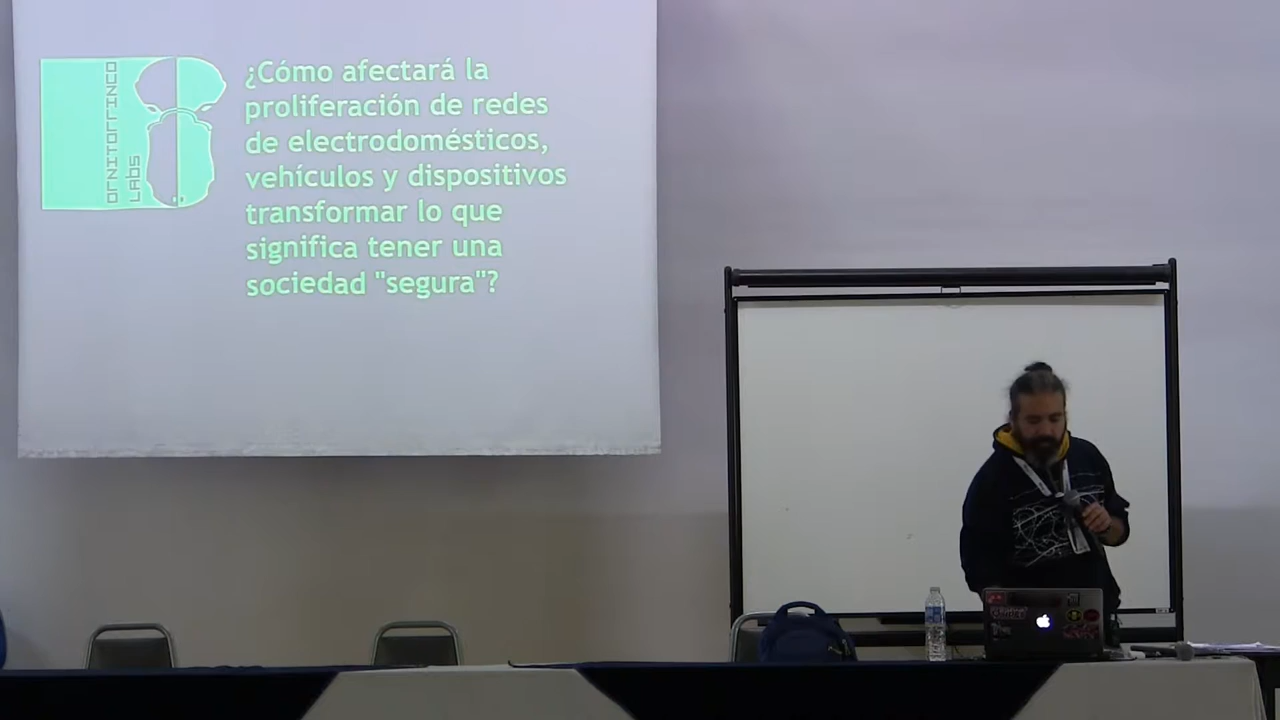 ORNITORRINCO
LABS
¿Cómo afectará la
proliferación de redes
de electrodomésticos,
vehículos y dispositivos
transformar lo que
significa tener una
sociedad "segura"?